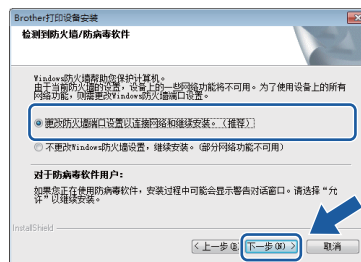 Brother打印设备安装
检测到防火墙/防病毒软件
Windows防火墙帮助您保护计算机。
由于当前防火墙的设置，设备上的一些网络功能将不可用。为了使用设备上的所有
网络功能，则需更改Windows防火墙端口设置。
更改防火墙端口设置以连接网络和继续安装。（推荐）
不更改Windows防火墙设置，继续安装。（部分网络功能不可用）
对于防病毒软件用户：
如果您正在使用防病毒软件，安装过程中可能会显示警告对话窗口。请选择“允
许”以继续安装。
InstallShield
< 上一步(B) 下一步(N) > 取消